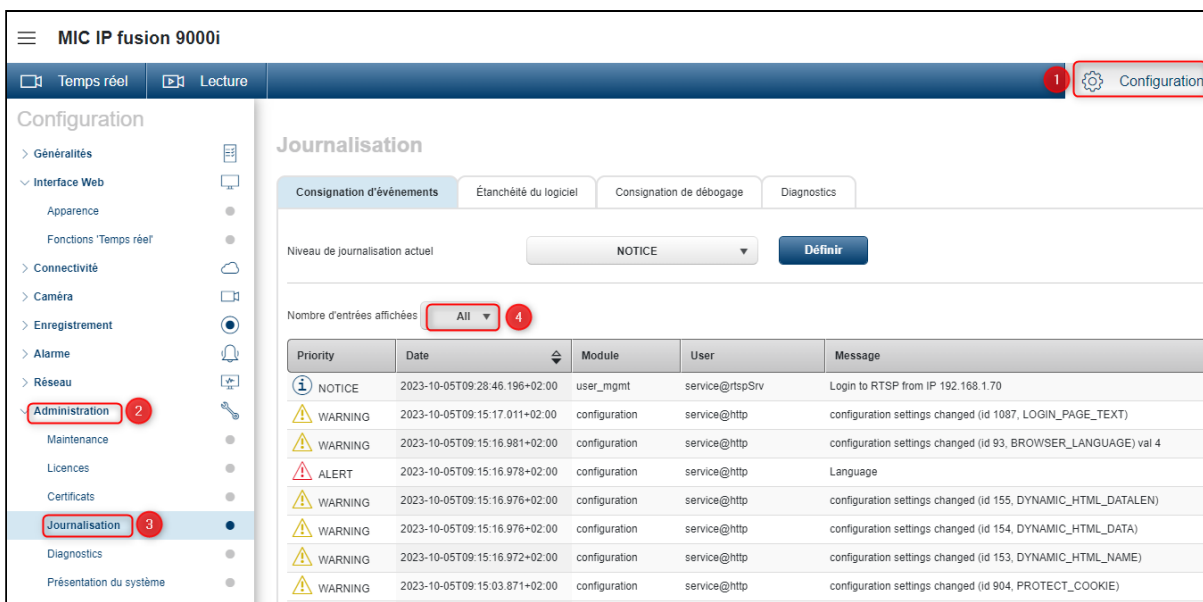 MIC IP fusion 9000i
Temps réel Lecture 1 Configuration
Configuration
Généralités
Interface Web
Apparence
Fonctions 'Temps réel'
Connectivité
Caméra
Enregistrement
Alarme
Réseau
Administration 2
Maintenance
Licences
Certificats
Journalisation 3
Diagnostics
Présentation du système
Journalisation
Consignation d'événements Étanchéité du logiciel Consignation de débogage Diagnostics
Niveau de journalisation actuel NOTICE Définir
Nombre d'entrées affichées All 4
Priority Date Module User Message
NOTICE 2023-10-05T09:28:46.196+02:00 user_mgmt service@rtspSrv Login to RTSP from IP 192.168.1.70
WARNING 2023-10-05T09:15:17.011+02:00 configuration service@http configuration settings changed (id 1087, LOGIN_PAGE_TEXT)
WARNING 2023-10-05T09:15:16.981+02:00 configuration service@http configuration settings changed (id 93, BROWSER_LANGUAGE) val 4
ALERT 2023-10-05T09:15:16.978+02:00 configuration service@http Language
WARNING 2023-10-05T09:15:16.976+02:00 configuration service@http configuration settings changed (id 155, DYNAMIC_HTML_DATALEN)
WARNING 2023-10-05T09:15:16.976+02:00 configuration service@http configuration settings changed (id 154, DYNAMIC_HTML_DATA)
WARNING 2023-10-05T09:15:16.972+02:00 configuration service@http configuration settings changed (id 153, DYNAMIC_HTML_NAME)
WARNING 2023-10-05T09:15:03.871+02:00 configuration service@http configuration settings changed (id 904, PROTECT_COOKIE)